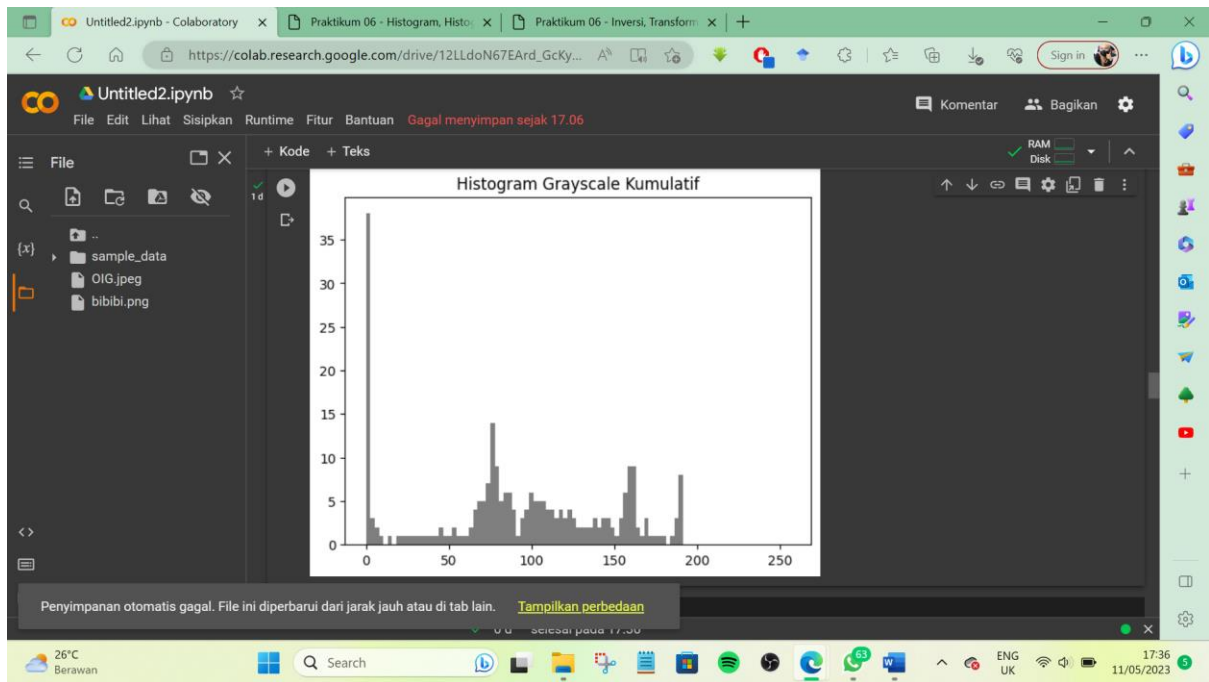 Untitled2.ipynb - Colaboratory
Praktikum 06 - Histogram, Histo
Praktikum 06 - Inversi, Transform
https://colab.research.google.com/drive/12LLdoN67EArd_GcKy...
Sign in
CO
Untitled2.ipynb
Komentar
Bagikan
File Edit Lihat Sisipkan Runtime Fitur Bantuan Gagal menyimpan sejak 17.06
File
+ Kode + Teks
RAM
Disk
..
sample_data
OIG.jpeg
bibibi.png
{x}
1 d
Histogram Grayscale Kumulatif
35
30
25
20
15
10
5
0
0 50 100 150 200 250
Penyimpanan otomatis gagal. File ini diperbarui dari jarak jauh atau di tab lain. Tampilkan perbedaan
26°C
Berawan
Search
63
ENG
UK
17:36
11/05/2023
5